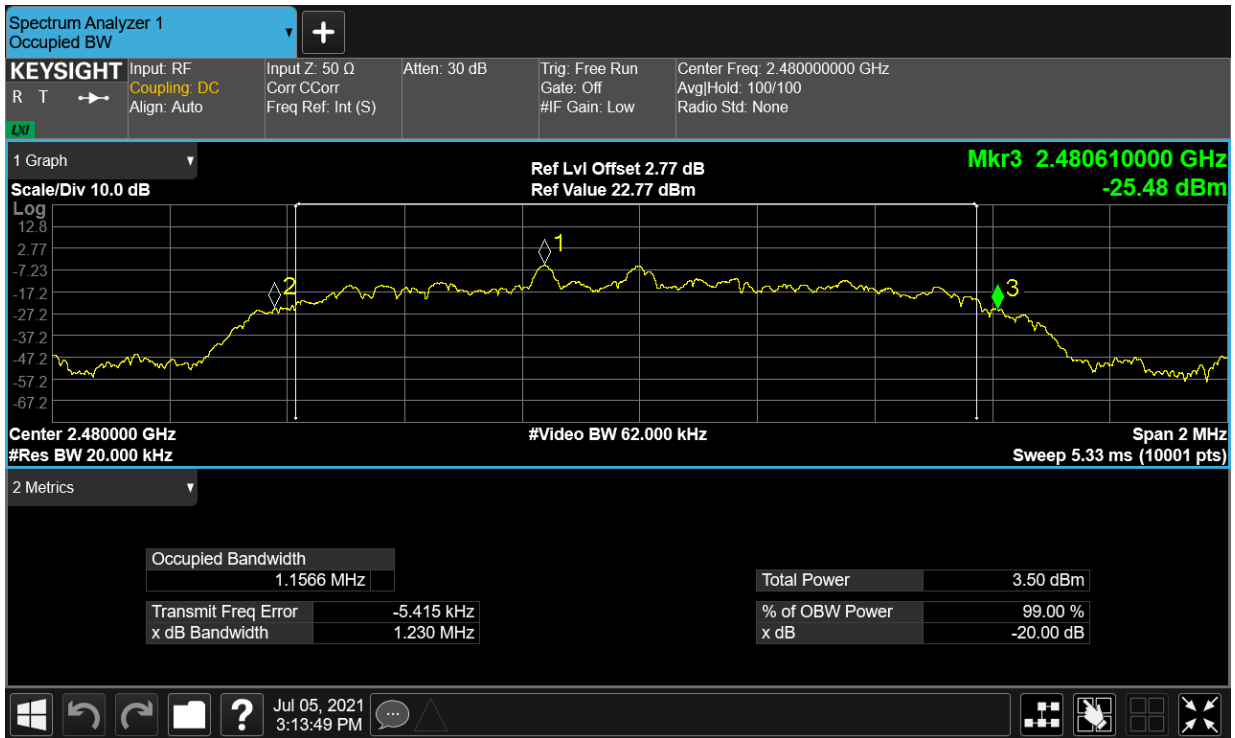 Spectrum Analyzer 1
Occupied BW
KEYSIGHT
R T
LXI
Input: RF
Coupling: DC
Align: Auto
Input Z: 50 Ω
Corr CCorr
Freq Ref: Int (S)
Atten: 30 dB
Trig: Free Run
Gate: Off
#IF Gain: Low
Center Freq: 2.480000000 GHz
Avg|Hold: 100/100
Radio Std: None
1 Graph
Scale/Div 10.0 dB
Ref Lvl Offset 2.77 dB
Ref Value 22.77 dBm
Mkr3 2.480610000 GHz
-25.48 dBm
Log
12.8
2.77
-7.23
-17.2
-27.2
-37.2
-47.2
-57.2
-67.2
1
2
3
Center 2.480000 GHz
#Video BW 62.000 kHz
Span 2 MHz
#Res BW 20.000 kHz
Sweep 5.33 ms (10001 pts)
2 Metrics
Occupied Bandwidth
1.1566 MHz
Total Power 3.50 dBm
Transmit Freq Error -5.415 kHz
% of OBW Power 99.00 %
x dB Bandwidth 1.230 MHz
x dB -20.00 dB
?
Jul 05, 2021
3:13:49 PM